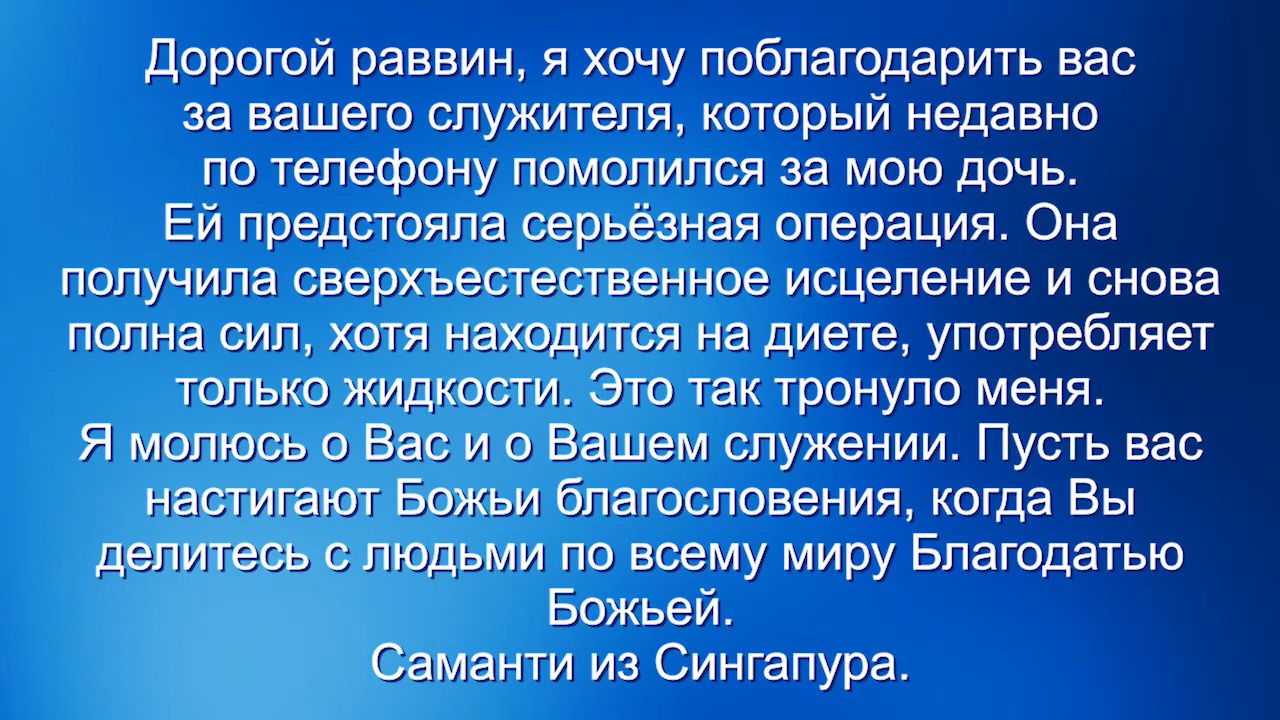 Дорогой раввин, я хочу поблагодарить вас
за вашего служителя, который недавно
по телефону помолился за мою дочь.
Ей предстояла серьёзная операция. Она
получила сверхъестественное исцеление и снова
полна сил, хотя находится на диете, употребляет
только жидкости. Это так тронуло меня.
Я молюсь о Вас и о Вашем служении. Пусть вас
настигают Божьи благословения, когда Вы
делитесь с людьми по всему миру Благодатью
Божьей.
Саманти из Сингапура.